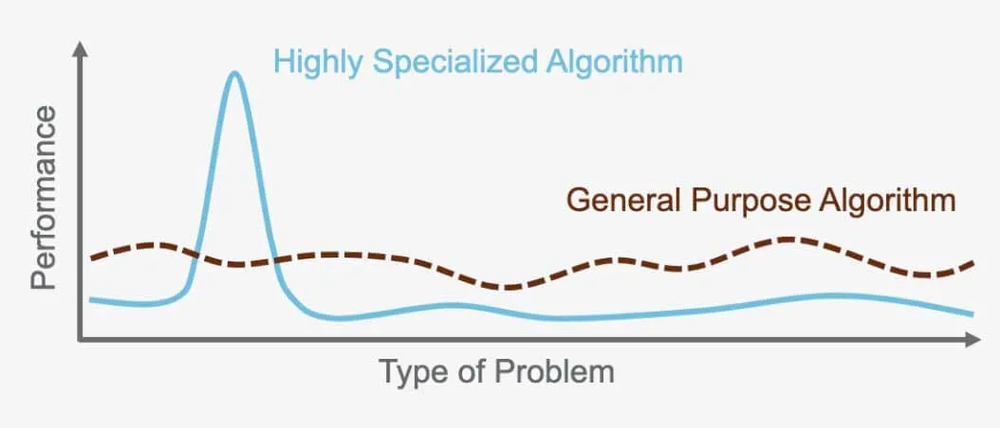 Highly Specialized Algorithm
Performance
General Purpose Algorithm
Type of Problem